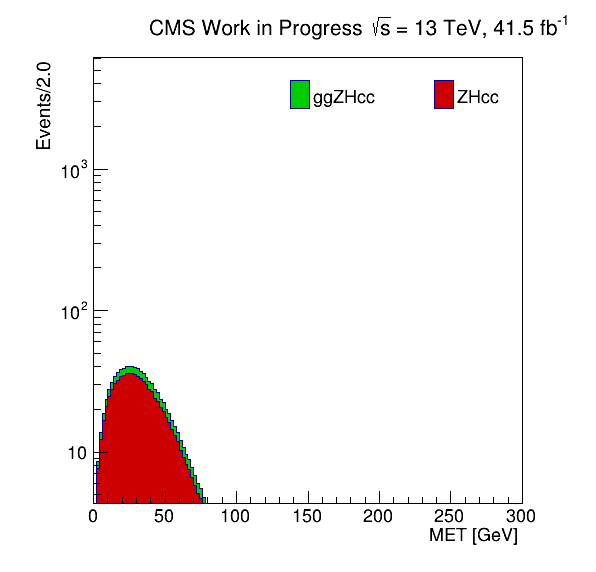 CMS Work in Progress √s = 13 TeV, 41.5 fb⁻¹
Events/2.0
ggZHcc ZHcc
10³
10²
10
0 50 100 150 200 250 300
MET [GeV]